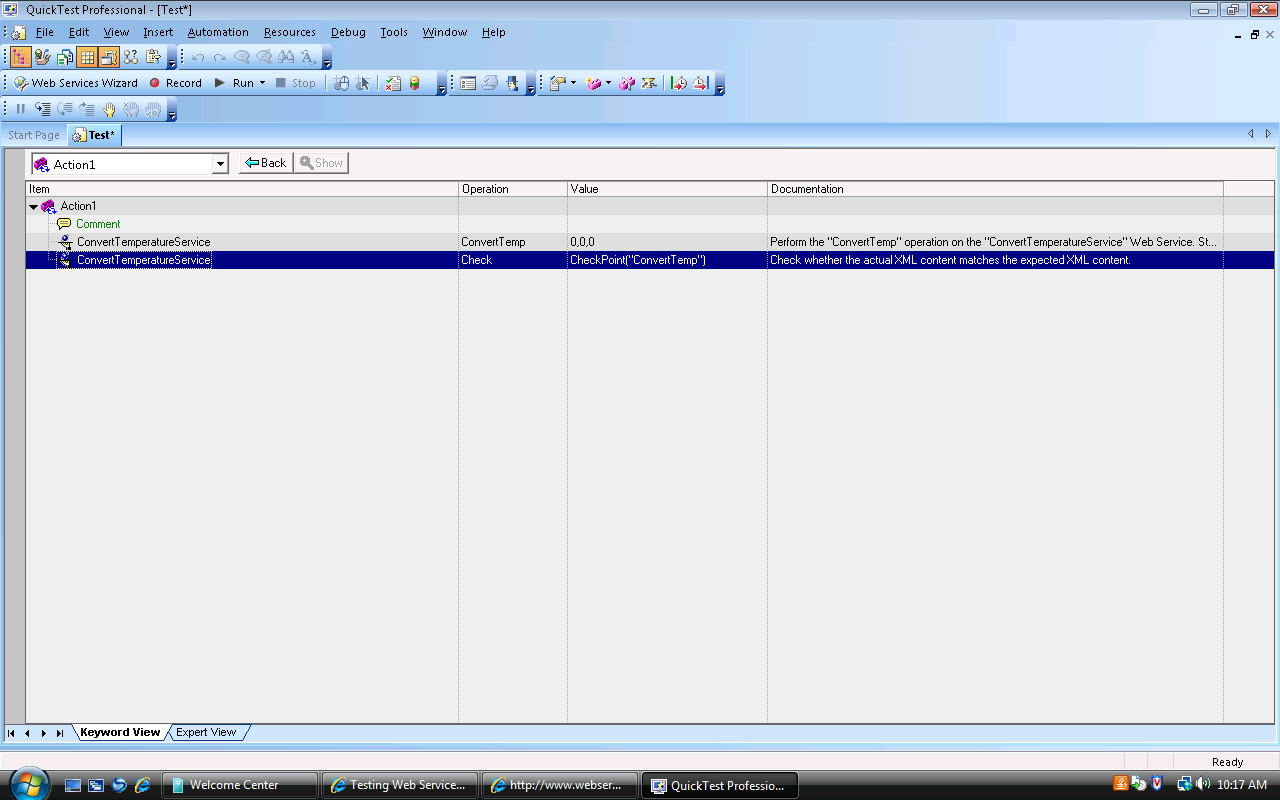 QuickTest Professional - [Test*]
File Edit View Insert Automation Resources Debug Tools Window Help
Web Services Wizard Record Run Stop
Start Page Test*
Action1 Back Show
Item Operation Value Documentation
Action1
Comment
ConvertTemperatureService ConvertTemp 0,0,0 Perform the "ConvertTemp" operation on the "ConvertTemperatureService" Web Service. St...
ConvertTemperatureService Check CheckPoint("ConvertTemp") Check whether the actual XML content matches the expected XML content.
Keyword View Expert View
Ready
Welcome Center Testing Web Service... http://www.webser... QuickTest Professio... 10:17 AM